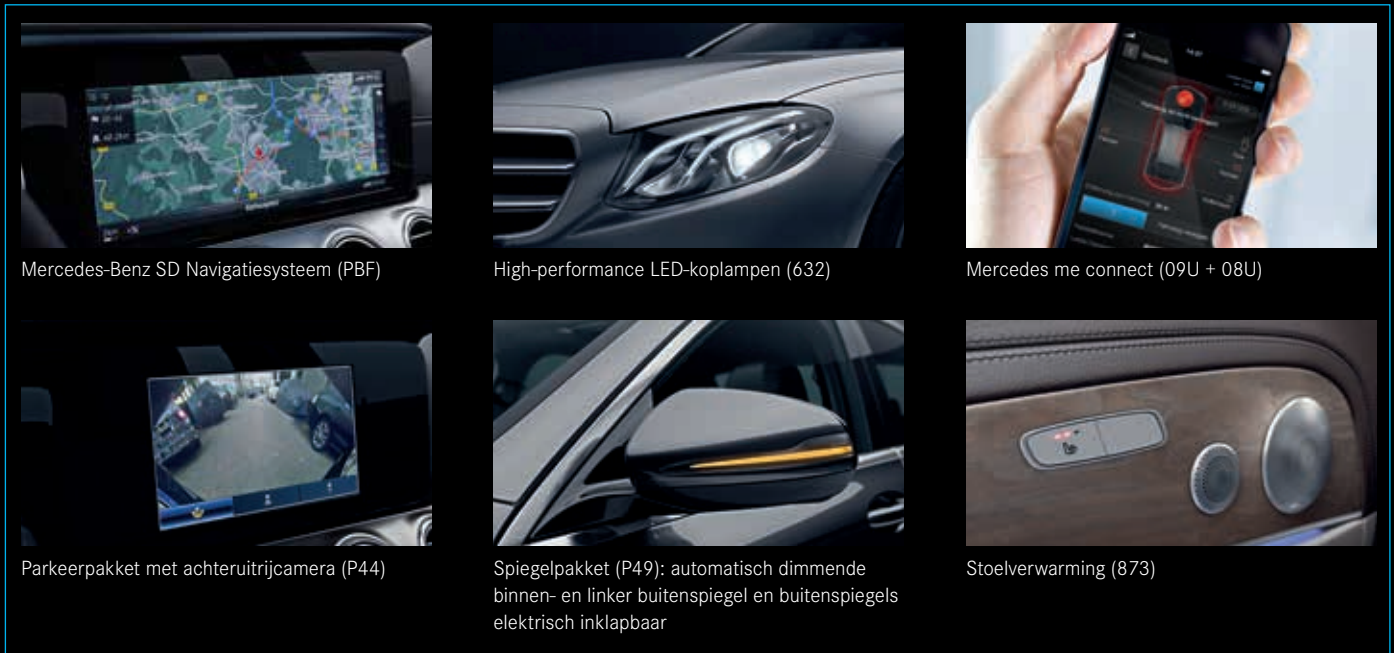 Mercedes-Benz SD Navigatiesysteem (PBF)
High-performance LED-koplampen (632)
Mercedes me connect (09U + 08U)
Parkeerpakket met achteruitrijcamera (P44)
Spiegelpakket (P49): automatisch dimmende
binnen- en linker buitenspiegel en buitenspiegels
elektrisch inklapbaar
Stoelverwarming (873)